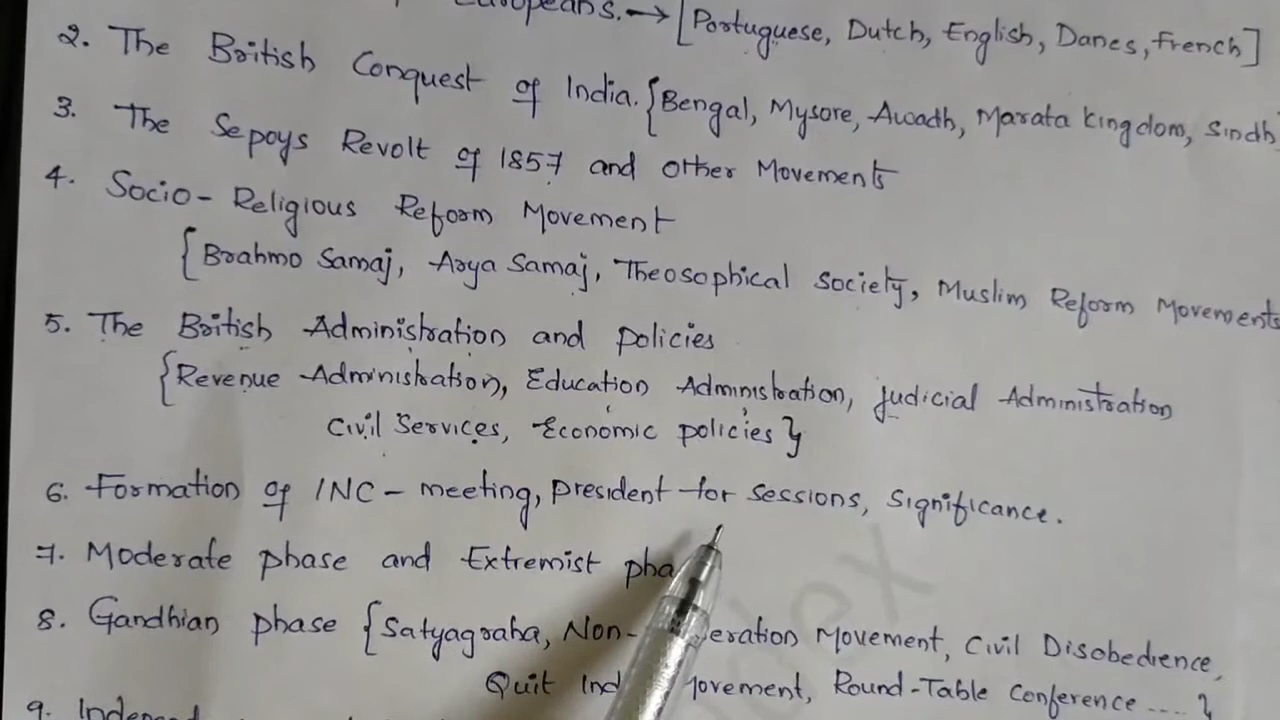 Europeans. → [Portuguese, Dutch, English, Danes, French]
2. The British Conquest of India. {Bengal, Mysore, Awadh, Marata kingdom, Sindh
3. The Sepoys Revolt of 1857 and other Movements
4. Socio-Religious Reform Movement
{Brahmo Samaj, Arya Samaj, Theosophical society, Muslim Reform Movements
5. The British Administration and policies
{Revenue Administration, Education Administration, judicial Administration
Civil Services, Economic policies}
6. Formation of INC - meeting, president for sessions, Significance.
7. Moderate phase and Extremist pha
8. Gandhian phase {Satyagraha, Non- eration Movement, Civil Disobedience,
Quit Ind ovement, Round-Table Conference ....}
9.